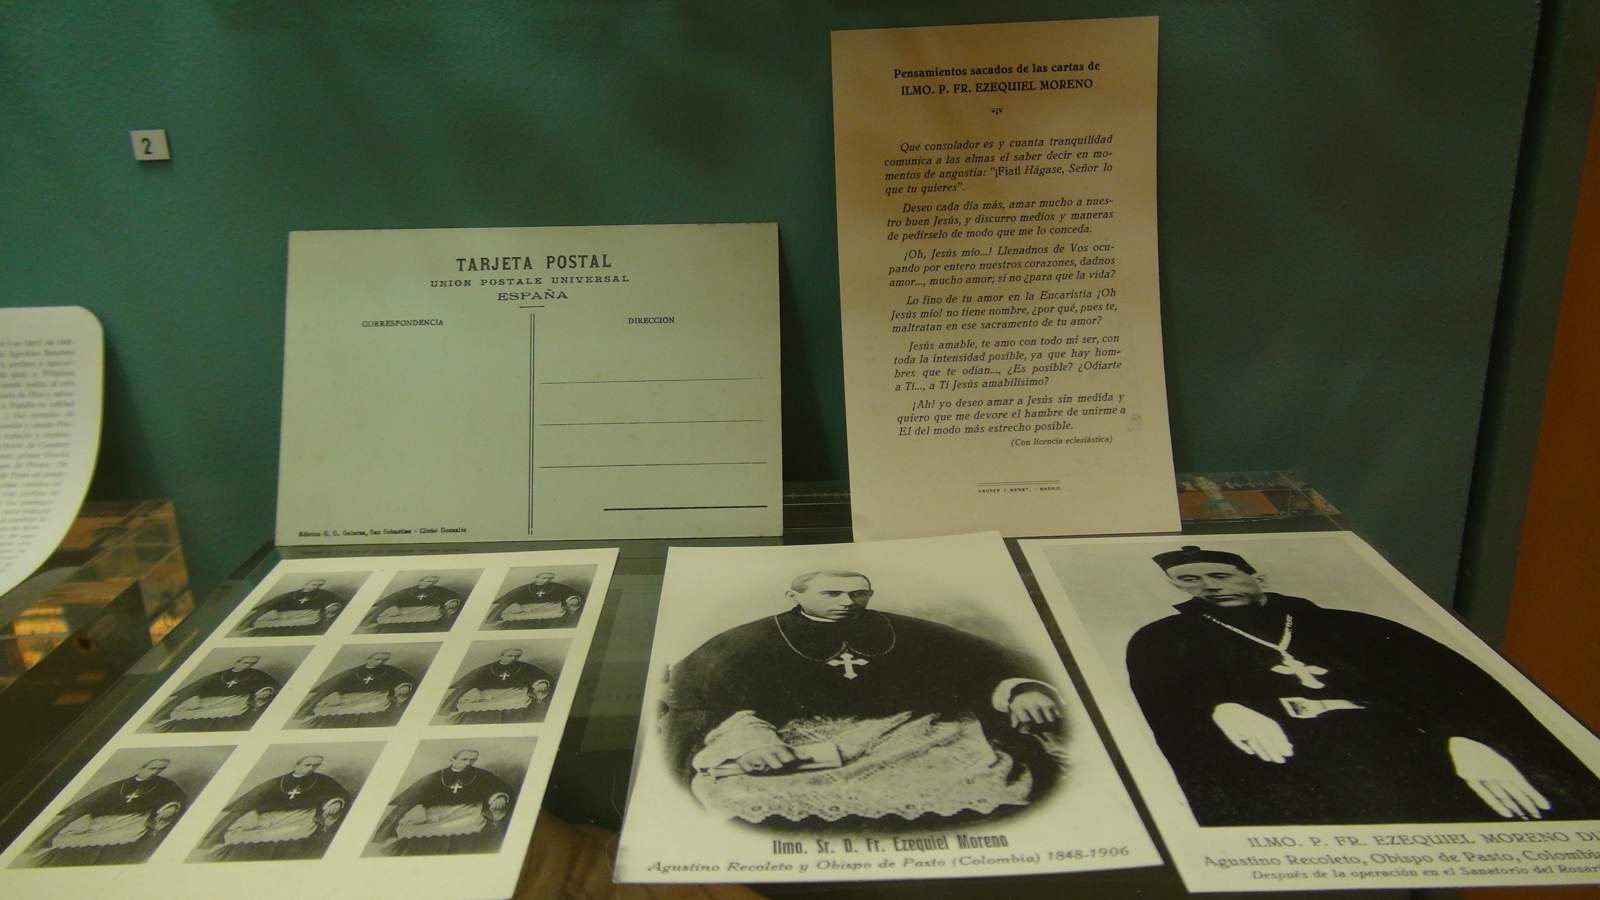 2
TARJETA POSTAL
UNION POSTALE UNIVERSAL
ESPAÑA
CORRESPONDENCIA
DIRECCION
Edición G. G. Galarza, San Sebastian - Cliché Gonzalez
Pensamientos sacados de las cartas de
ILMO. P. FR. EZEQUIEL MORENO
Que consolador es y cuanta tranquilidad
comunica a las almas el saber decir en mo-
mentos de angustia: "¡Fiat! Hágase, Señor lo
que tu quieres".
Deseo cada día más, amar mucho a nues-
tro buen Jesús, y discurro medios y maneras
de pedírselo de modo que me lo conceda.
¡Oh, Jesús mío...! Llenadnos de Vos ocu-
pando por entero nuestros corazones, dadnos
amor..., mucho amor; si no ¿para que la vida?
Lo fino de tu amor en la Eucaristía ¡Oh
Jesús mío! no tiene nombre, ¿por qué, pues te,
maltratan en ese sacramento de tu amor?
Jesús amable, te amo con todo mi ser, con
toda la intensidad posible, ya que hay hom-
bres que te odian..., ¿Es posible? ¿Odiarte
a Ti..., a Ti Jesús amabilísimo?
¡Ah! yo deseo amar a Jesús sin medida y
quiero que me devore el hambre de unirme a
El del modo más estrecho posible.
(Con licencia eclesiástica)
HAUSER Y MENET, - MADRID
Ilmo. Sr. D. Fr. Ezequiel Moreno
Agustino Recoleto y Obispo de Pasto (Colombia) 1848-1906
ILMO. P. FR. EZEQUIEL MORENO
Agustino Recoleto, Obispo de Pasto, Colombia
Después de la operación en el Sanatorio del